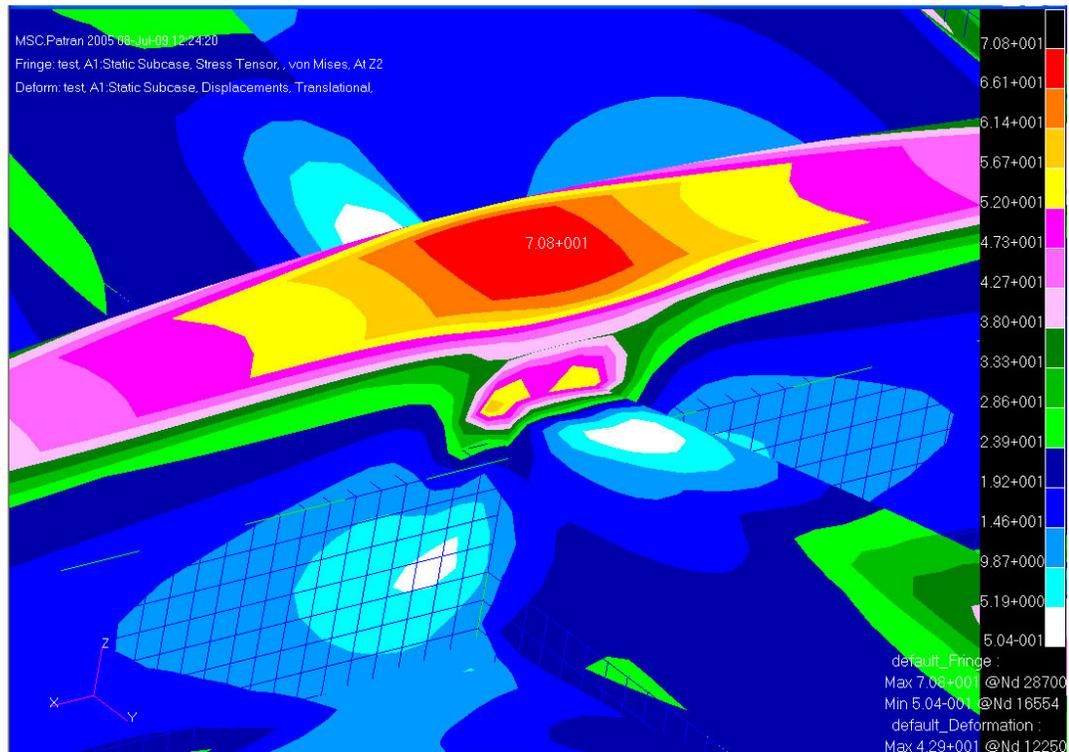 MSC.Patran 2005 08-Jul-09 12:24:20
Fringe: test, A1:Static Subcase, Stress Tensor, , von Mises, At Z2
Deform: test, A1:Static Subcase, Displacements, Translational,
7.08+001
7.08+001
6.61+001
6.14+001
5.67+001
5.20+001
4.73+001
4.27+001
3.80+001
3.33+001
2.86+001
2.39+001
1.92+001
1.46+001
9.87+000
5.19+000
5.04-001
default_Fringe :
Max 7.08+001 @Nd 28700
Min 5.04-001 @Nd 16554
default_Deformation :
Max 4.29+001 @Nd 12250
Z
X
Y